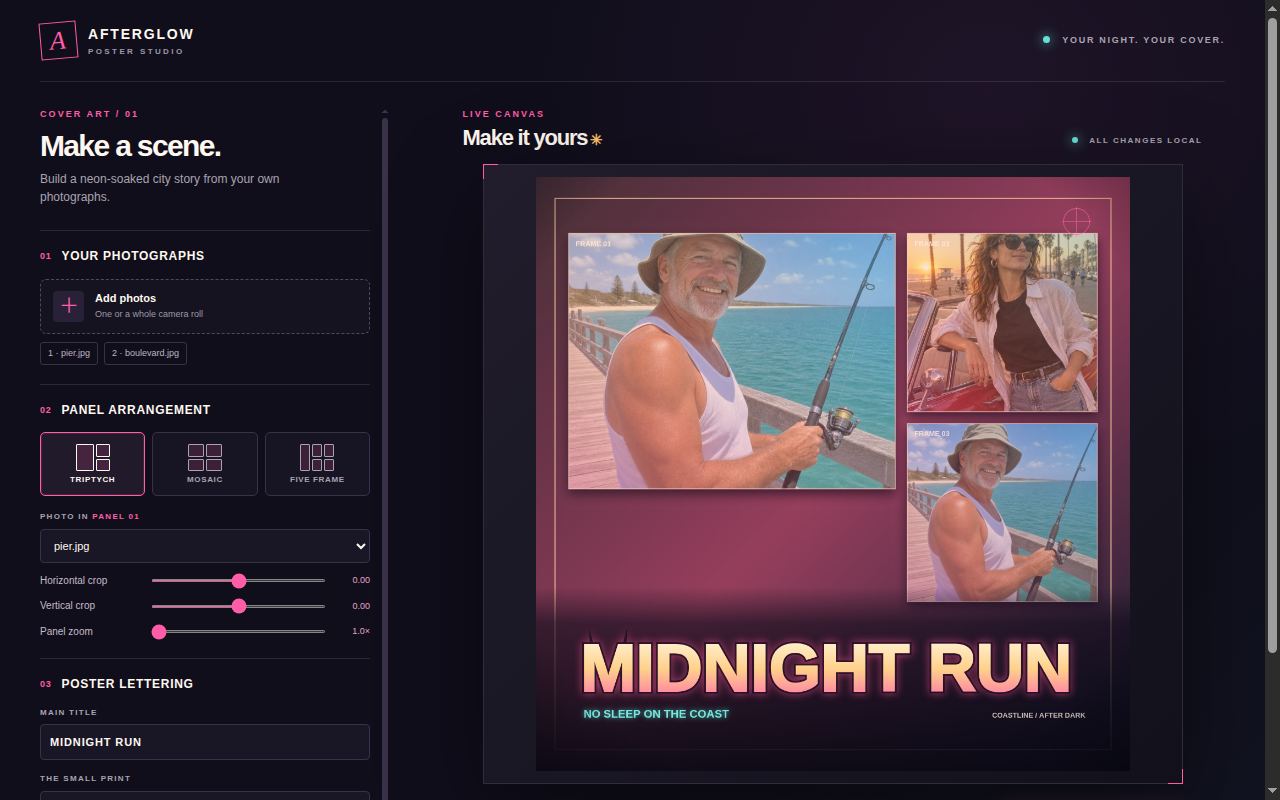 A
AFTERGLOW
POSTER STUDIO
YOUR NIGHT. YOUR COVER.
COVER ART / 01
Make a scene.
Build a neon-soaked city story from your own
photographs.
01 YOUR PHOTOGRAPHS
Add photos
One or a whole camera roll
1 · pier.jpg
2 · boulevard.jpg
02 PANEL ARRANGEMENT
TRIPTYCH
MOSAIC
FIVE FRAME
PHOTO IN PANEL 01
pier.jpg
Horizontal crop 0.00
Vertical crop 0.00
Panel zoom 1.0×
03 POSTER LETTERING
MAIN TITLE
MIDNIGHT RUN
THE SMALL PRINT
LIVE CANVAS
Make it yours
ALL CHANGES LOCAL
FRAME 01
FRAME 03
MIDNIGHT RUN
NO SLEEP ON THE COAST
COASTLINE / AFTER DARK